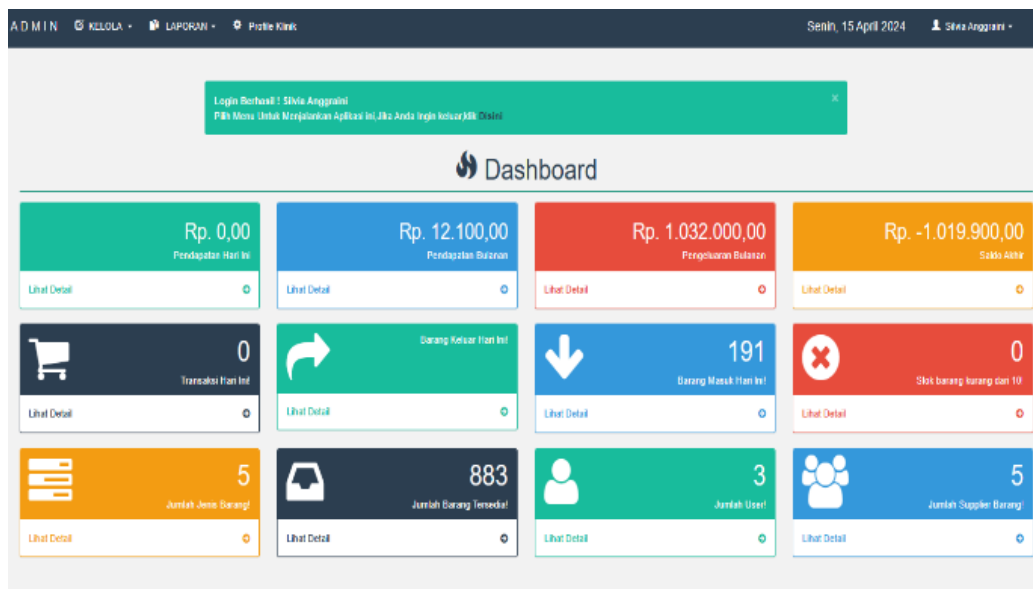 ADMIN KELOLA LAPORAN Profile Klinik Senin, 15 April 2024 Silvia Anggraini
Login Berhasil ! Silvia Anggraini
Pilih Menu Untuk Menjalankan Aplikasi ini,Jika Anda Ingin keluar,klik Disini
×
Dashboard
Rp. 0,00
Pendapatan Hari Ini
Lihat Detail
Rp. 12.100,00
Pendapatan Bulanan
Lihat Detail
Rp. 1.032.000,00
Pengeluaran Bulanan
Lihat Detail
Rp. -1.019.900,00
Saldo Akhir
Lihat Detail
0
Transaksi Hari Ini!
Lihat Detail
Barang Keluar Hari Ini!
Lihat Detail
191
Barang Masuk Hari Ini!
Lihat Detail
0
Stok barang kurang dari 10!
Lihat Detail
5
Jumlah Jenis Barang!
Lihat Detail
883
Jumlah Barang Tersedia!
Lihat Detail
3
Jumlah User!
Lihat Detail
5
Jumlah Supplier Barang!
Lihat Detail